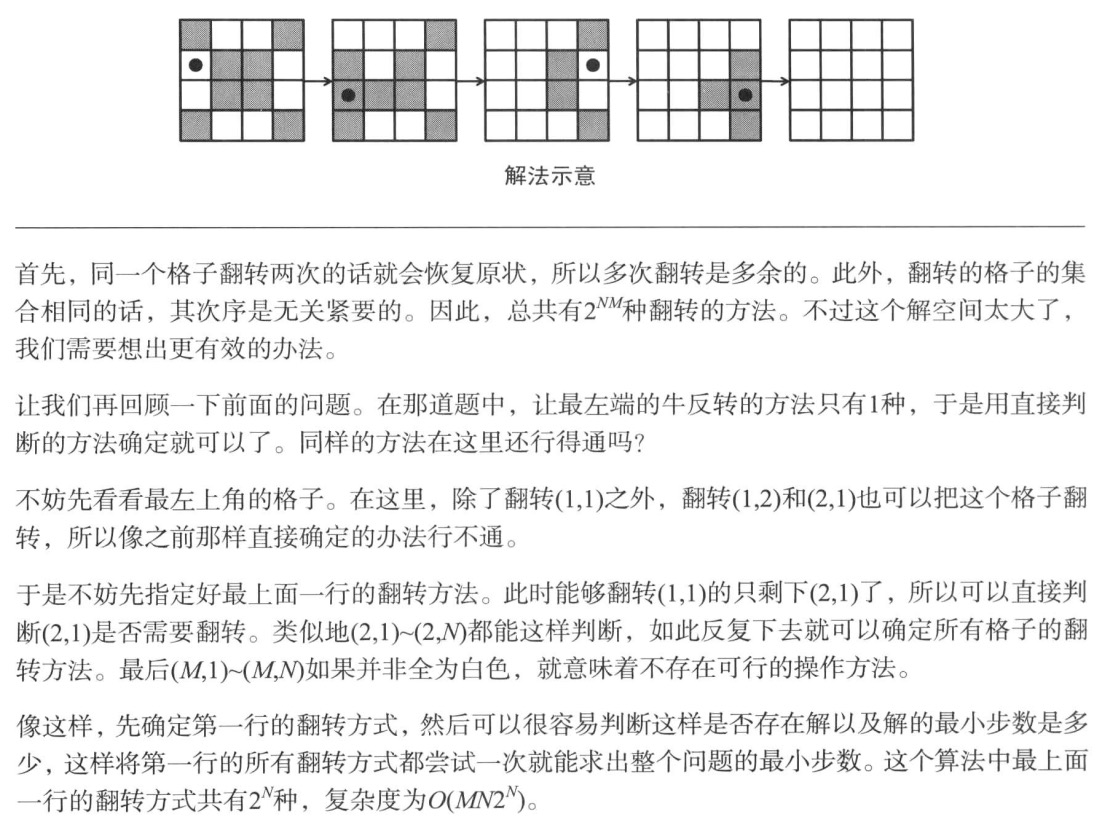 解法示意
首先，同一个格子翻转两次的话就会恢复原状，所以多次翻转是多余的。此外，翻转的格子的集
合相同的话，其次序是无关紧要的。因此，总共有2^{NM}种翻转的方法。不过这个解空间太大了，
我们需要想出更有效的办法。
让我们再回顾一下前面的问题。在那道题中，让最左端的牛反转的方法只有1种，于是用直接判
断的方法确定就可以了。同样的方法在这里还行得通吗？
不妨先看看最左上角的格子。在这里，除了翻转(1,1)之外，翻转(1,2)和(2,1)也可以把这个格子翻
转，所以像之前那样直接确定的办法行不通。
于是不妨先指定好最上面一行的翻转方法。此时能够翻转(1,1)的只剩下(2,1)了，所以可以直接判
断(2,1)是否需要翻转。类似地(2,1)~(2,N)都能这样判断，如此反复下去就可以确定所有格子的翻
转方法。最后(M,1)~(M,N)如果并非全为白色，就意味着不存在可行的操作方法。
像这样，先确定第一行的翻转方式，然后可以很容易判断这样是否存在解以及解的最小步数是多
少，这样将第一行的所有翻转方式都尝试一次就能求出整个问题的最小步数。这个算法中最上面
一行的翻转方式共有2^N种，复杂度为O(MN2^N)。